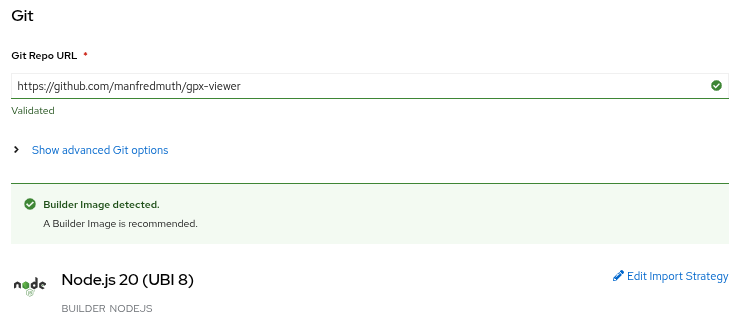 Git
Git Repo URL *
https://github.com/manfredmuth/gpx-viewer
Validated
Show advanced Git options
Builder Image detected.
A Builder Image is recommended.
node
Node.js 20 (UBI 8)
Edit Import Strategy
BUILDER NODEJS